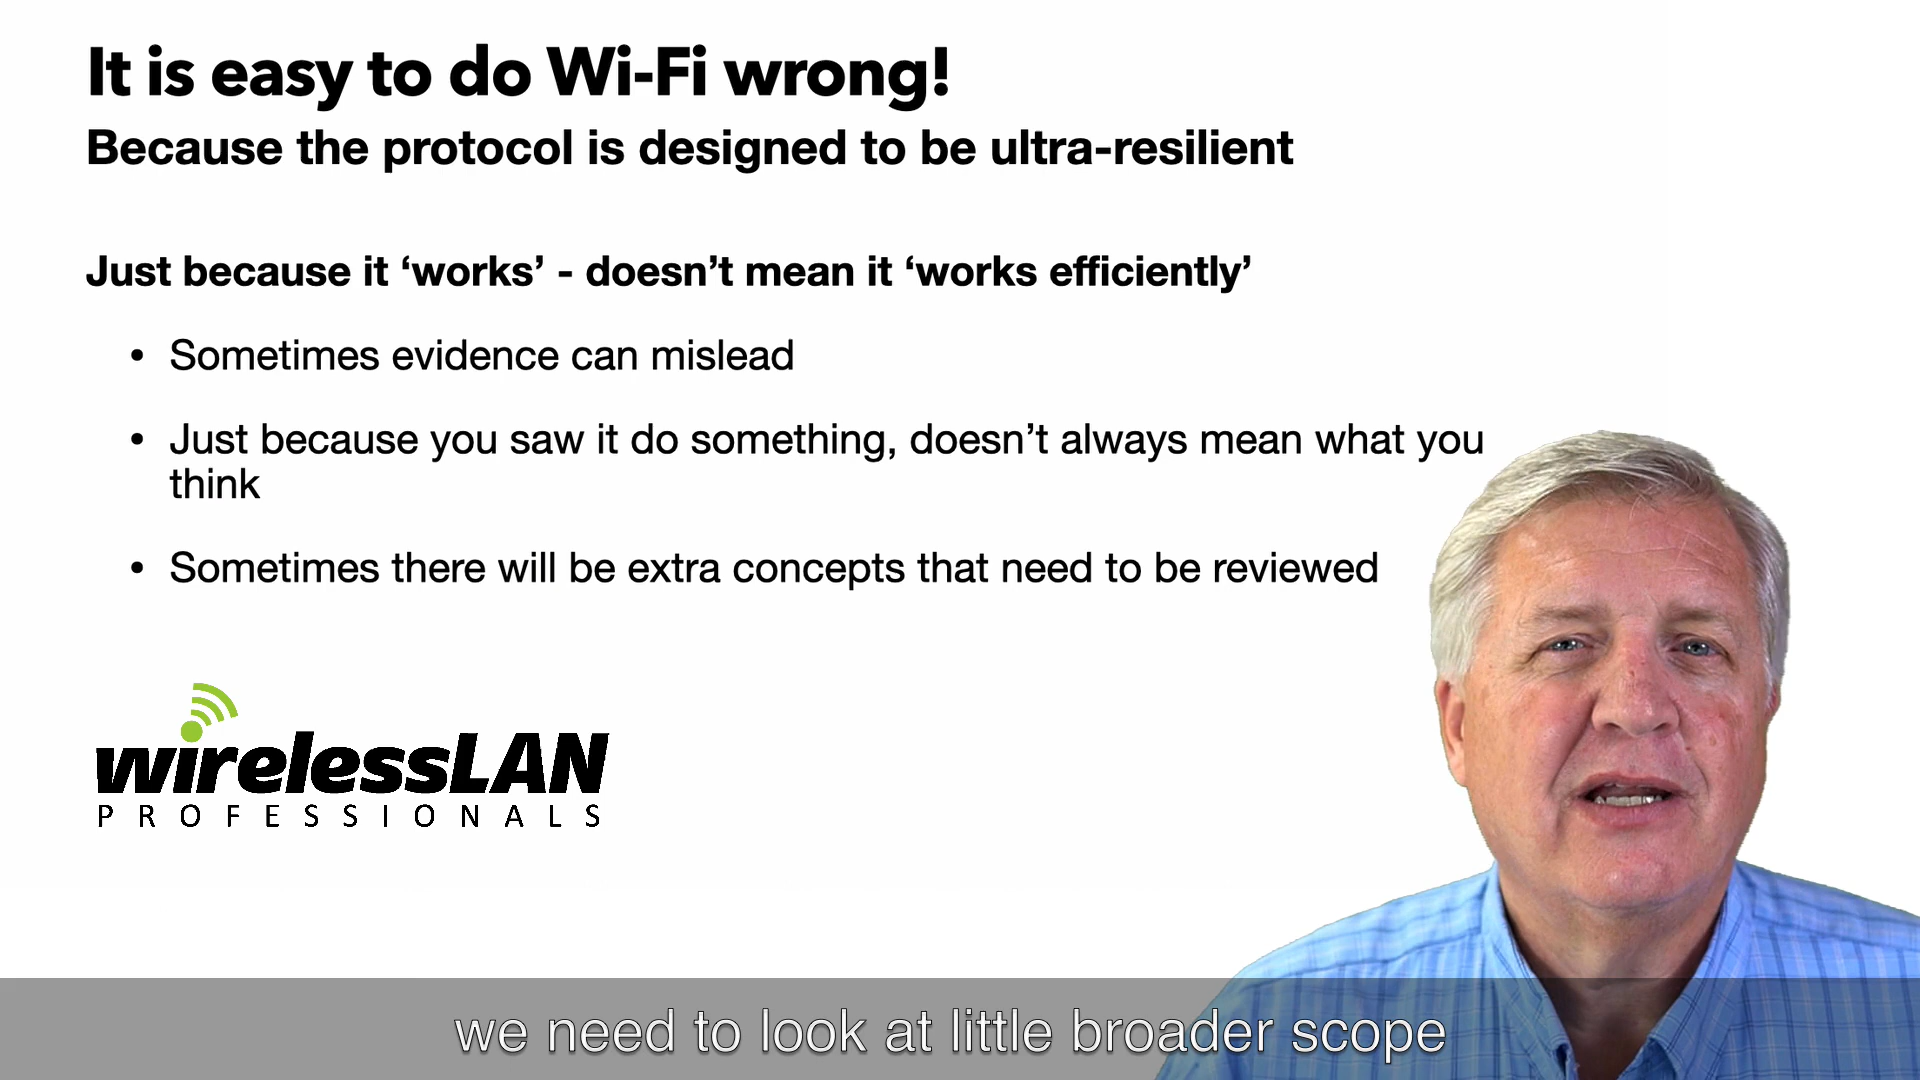 It is easy to do Wi-Fi wrong!
Because the protocol is designed to be ultra-resilient
Just because it ‘works’ - doesn’t mean it ‘works efficiently’
• Sometimes evidence can mislead
• Just because you saw it do something, doesn’t always mean what you
think
• Sometimes there will be extra concepts that need to be reviewed
wirelessLAN
PROFESSIONALS
we need to look at little broader scope